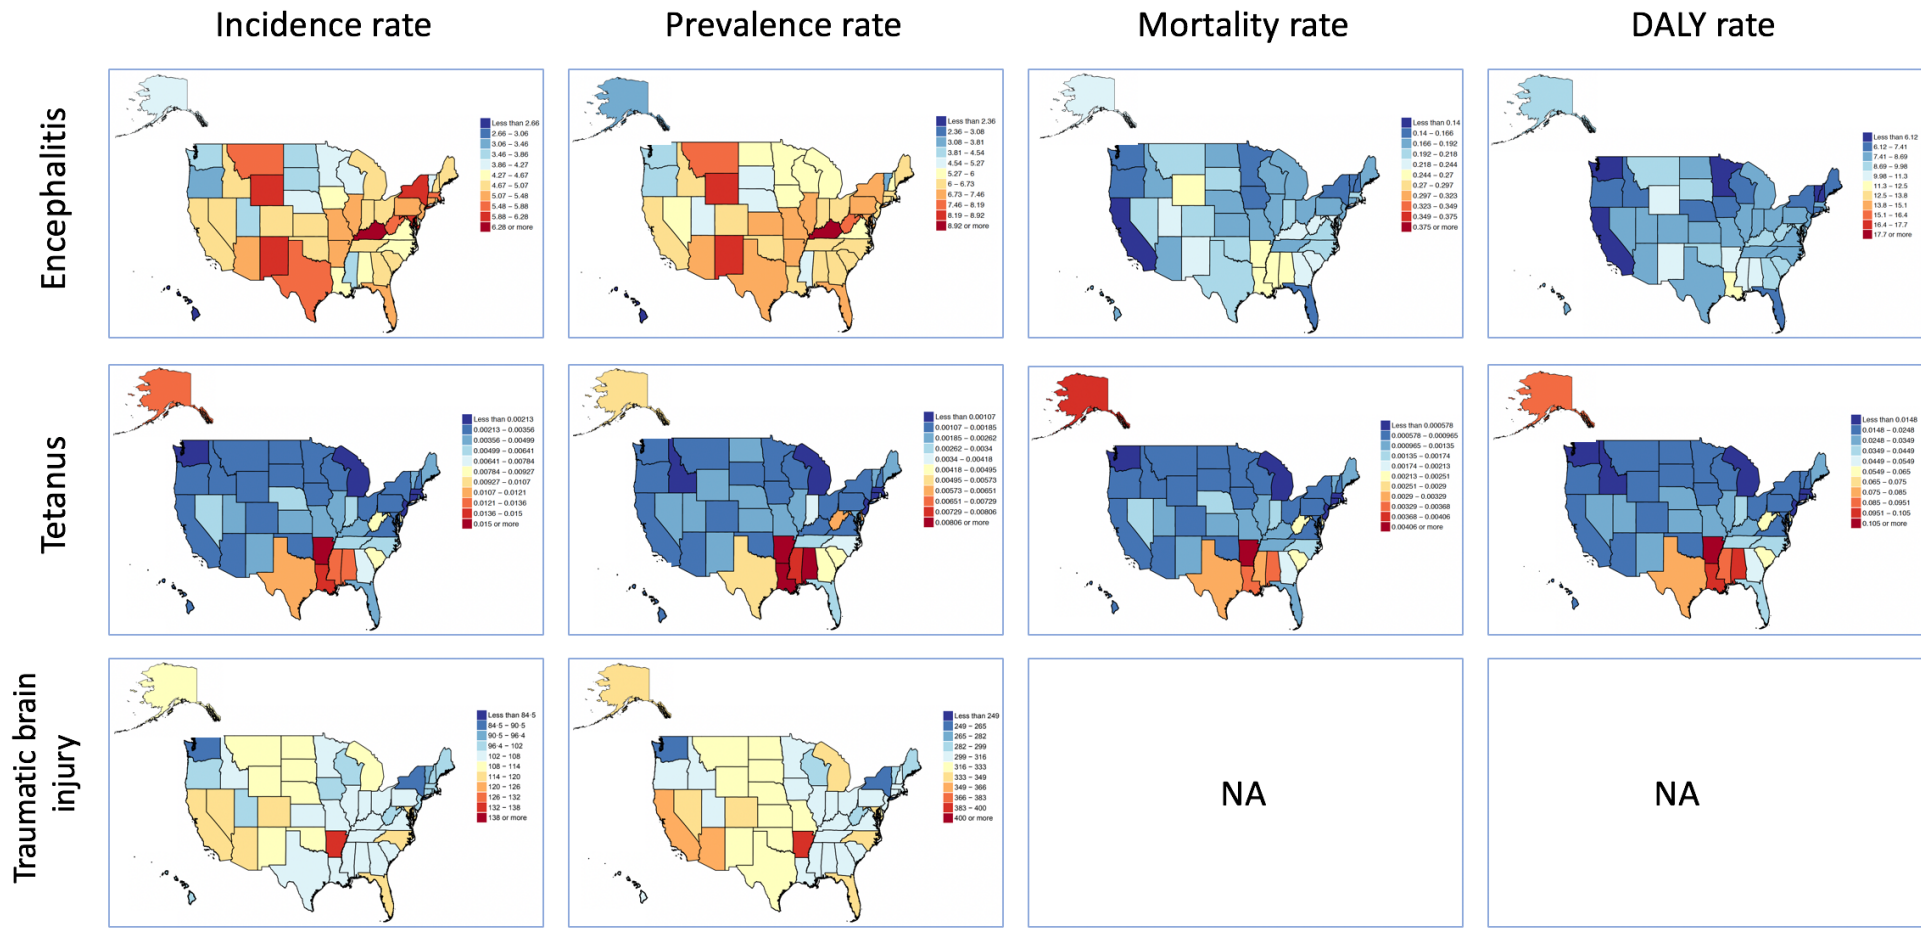 Incidence rate
Prevalence rate
Mortality rate
DALY rate
Encephalitis
Less than 2.66
2.66 – 3.06
3.06 – 3.46
3.46 – 3.86
3.86 – 4.27
4.27 – 4.67
4.67 – 5.07
5.07 – 5.48
5.48 – 5.88
5.88 – 6.28
6.28 or more
Less than 2.36
2.36 – 3.08
3.08 – 3.81
3.81 – 4.54
4.54 – 5.27
5.27 – 6
6 – 6.73
6.73 – 7.46
7.46 – 8.19
8.19 – 8.92
8.92 or more
Less than 0.14
0.14 – 0.166
0.166 – 0.192
0.192 – 0.218
0.218 – 0.244
0.244 – 0.27
0.27 – 0.297
0.297 – 0.323
0.323 – 0.349
0.349 – 0.375
0.375 or more
Less than 6.12
6.12 – 7.41
7.41 – 8.69
8.69 – 9.98
9.98 – 11.3
11.3 – 12.5
12.5 – 13.8
13.8 – 15.1
15.1 – 16.4
16.4 – 17.7
17.7 or more
Tetanus
Less than 0.00213
0.00213 – 0.00356
0.00356 – 0.00499
0.00499 – 0.00641
0.00641 – 0.00784
0.00784 – 0.00927
0.00927 – 0.0107
0.0107 – 0.0121
0.0121 – 0.0136
0.0136 – 0.015
0.015 or more
Less than 0.00107
0.00107 – 0.00185
0.00185 – 0.00262
0.00262 – 0.0034
0.0034 – 0.00418
0.00418 – 0.00495
0.00495 – 0.00573
0.00573 – 0.00651
0.00651 – 0.00729
0.00729 – 0.00806
0.00806 or more
Less than 0.000578
0.000578 – 0.000965
0.000965 – 0.00135
0.00135 – 0.00174
0.00174 – 0.00213
0.00213 – 0.00251
0.00251 – 0.0029
0.0029 – 0.00329
0.00329 – 0.00368
0.00368 – 0.00406
0.00406 or more
Less than 0.0148
0.0148 – 0.0248
0.0248 – 0.0349
0.0349 – 0.0449
0.0449 – 0.0549
0.0549 – 0.065
0.065 – 0.075
0.075 – 0.085
0.085 – 0.0951
0.0951 – 0.105
0.105 or more
Traumatic brain
injury
Less than 84·5
84·5 – 90·5
90·5 – 96·4
96·4 – 102
102 – 108
108 – 114
114 – 120
120 – 126
126 – 132
132 – 138
138 or more
Less than 249
249 – 265
265 – 282
282 – 299
299 – 316
316 – 333
333 – 349
349 – 366
366 – 383
383 – 400
400 or more
NA
NA